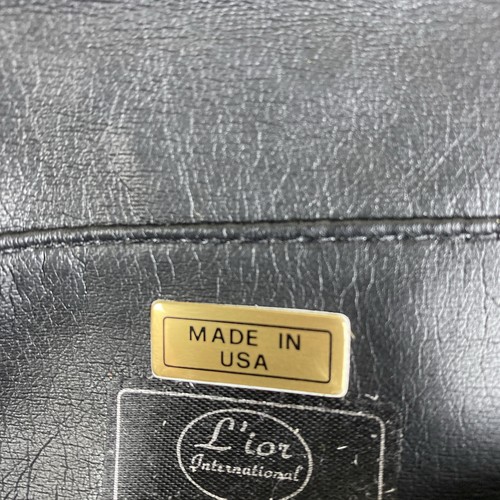 MADE IN
USA
L'ior
International